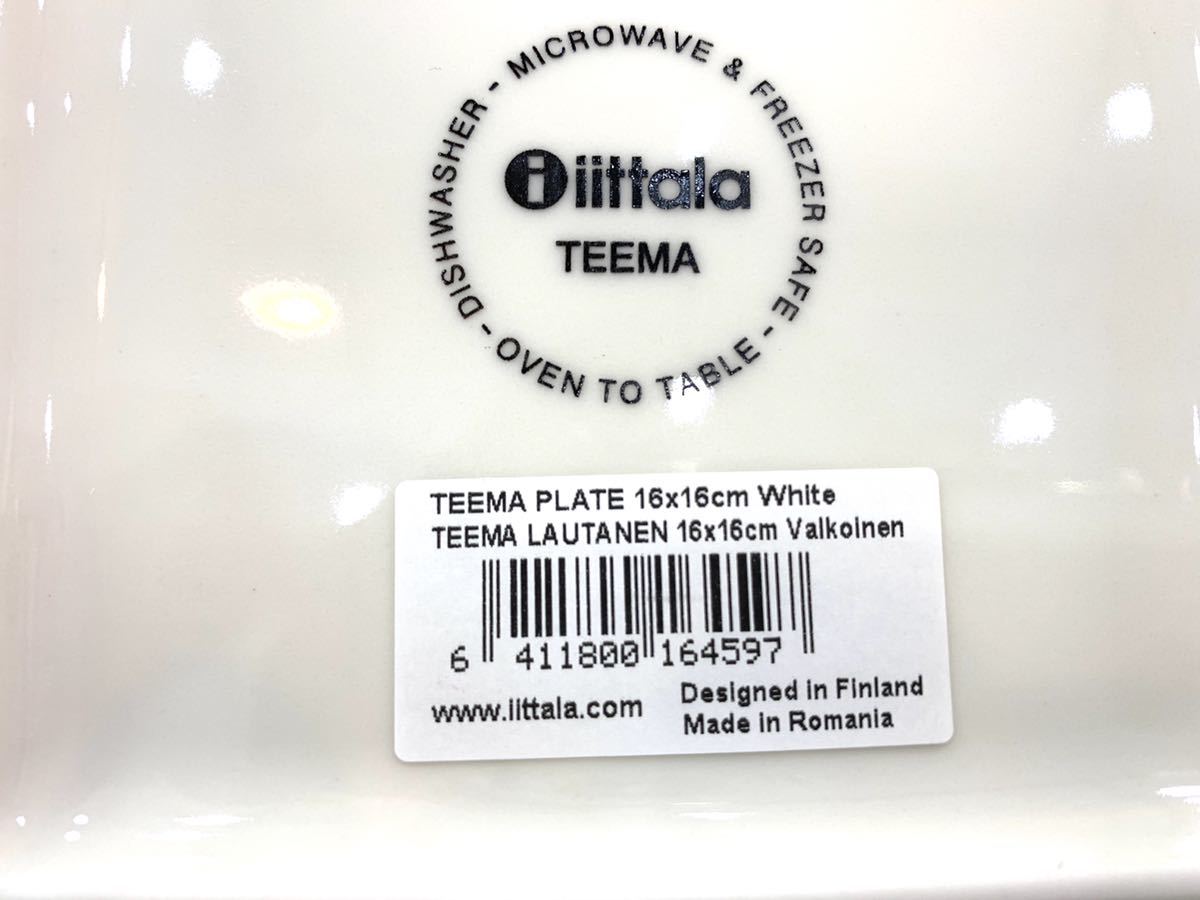 DISHWASHER - MICROWAVE & FREEZER SAFE - OVEN TO TABLE -
i iittala
TEEMA
TEEMA PLATE 16x16cm White
TEEMA LAUTANEN 16x16cm Valkoinen
6 411800 164597
www.iittala.com
Designed in Finland
Made in Romania